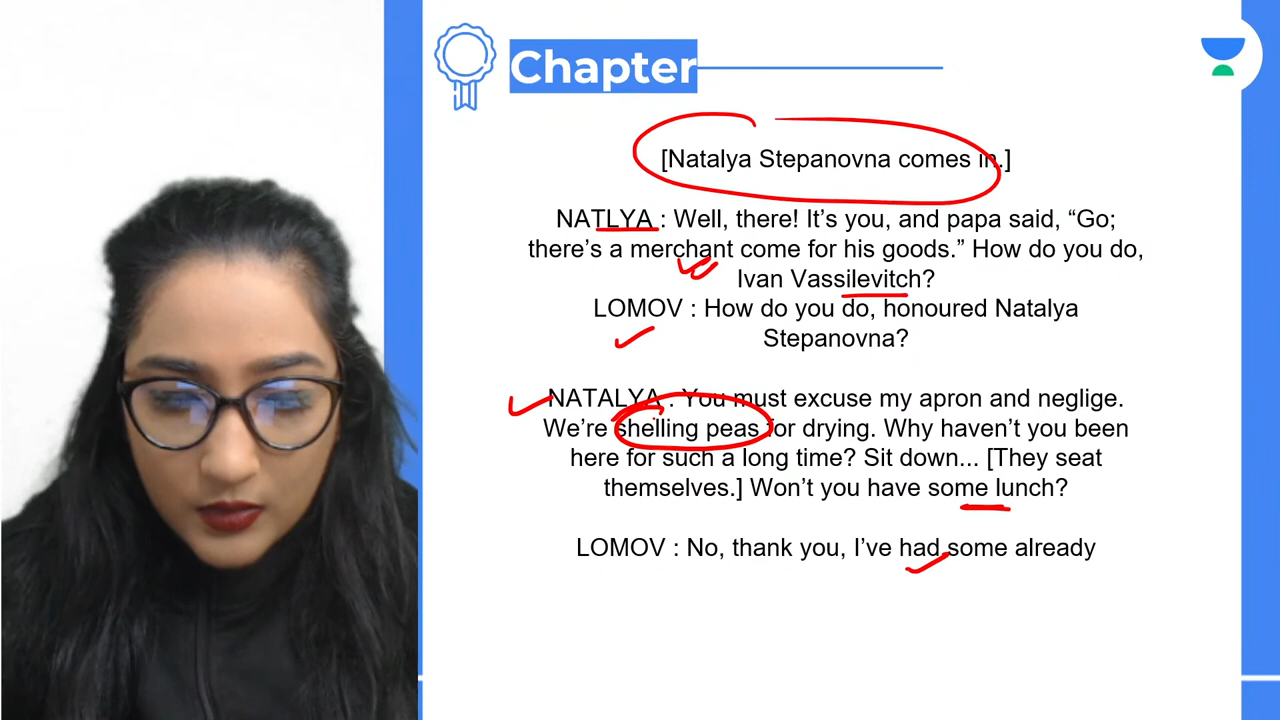 Chapter
[Natalya Stepanovna comes in.]
NATLYA : Well, there! It’s you, and papa said, “Go;
there’s a merchant come for his goods.” How do you do,
Ivan Vassilevitch?
LOMOV : How do you do, honoured Natalya
Stepanovna?
NATALYA : You must excuse my apron and neglige.
We’re shelling peas for drying. Why haven’t you been
here for such a long time? Sit down... [They seat
themselves.] Won’t you have some lunch?
LOMOV : No, thank you, I’ve had some already